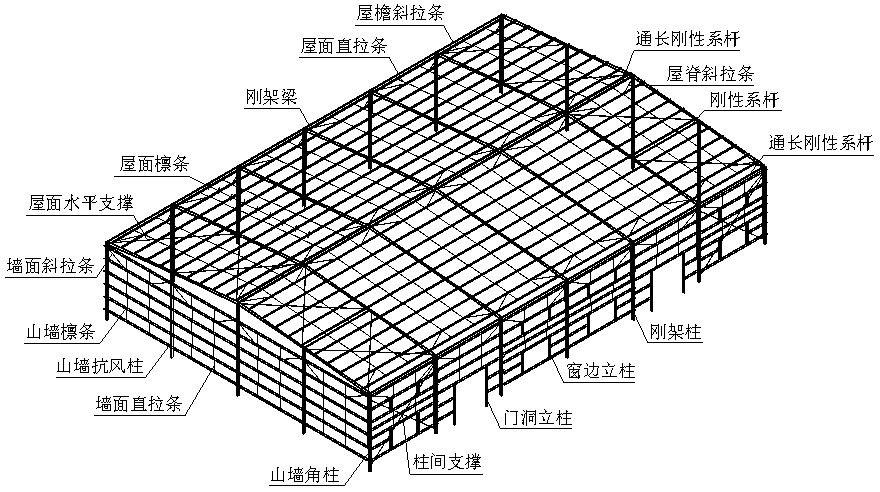 屋檐斜拉条
通长刚性系杆
屋面直拉条
屋脊斜拉条
刚架梁
刚性系杆
通长刚性系杆
屋面檩条
屋面水平支撑
墙面斜拉条
山墙檩条
刚架柱
山墙抗风柱
窗边立柱
墙面直拉条
门洞立柱
柱间支撑
山墙角柱